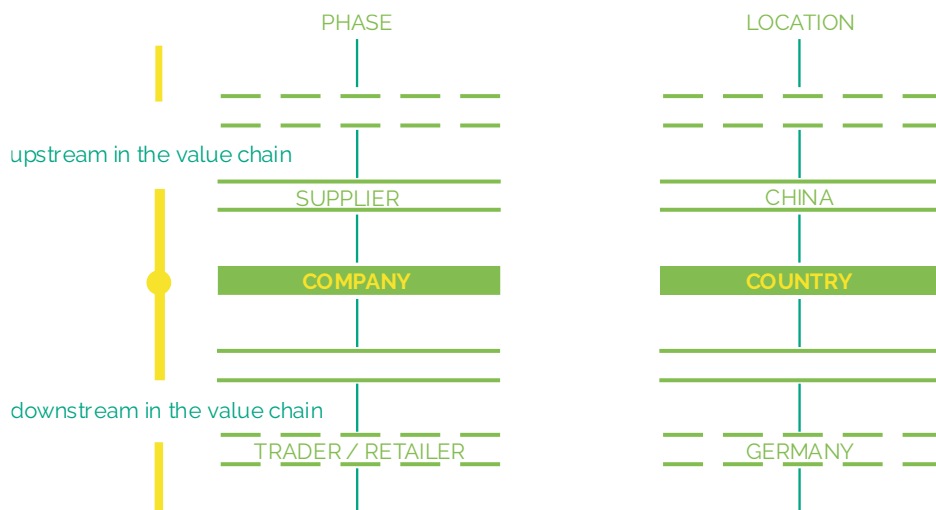 PHASE
LOCATION
upstream in the value chain
SUPPLIER
CHINA
COMPANY
COUNTRY
downstream in the value chain
TRADER / RETAILER
GERMANY